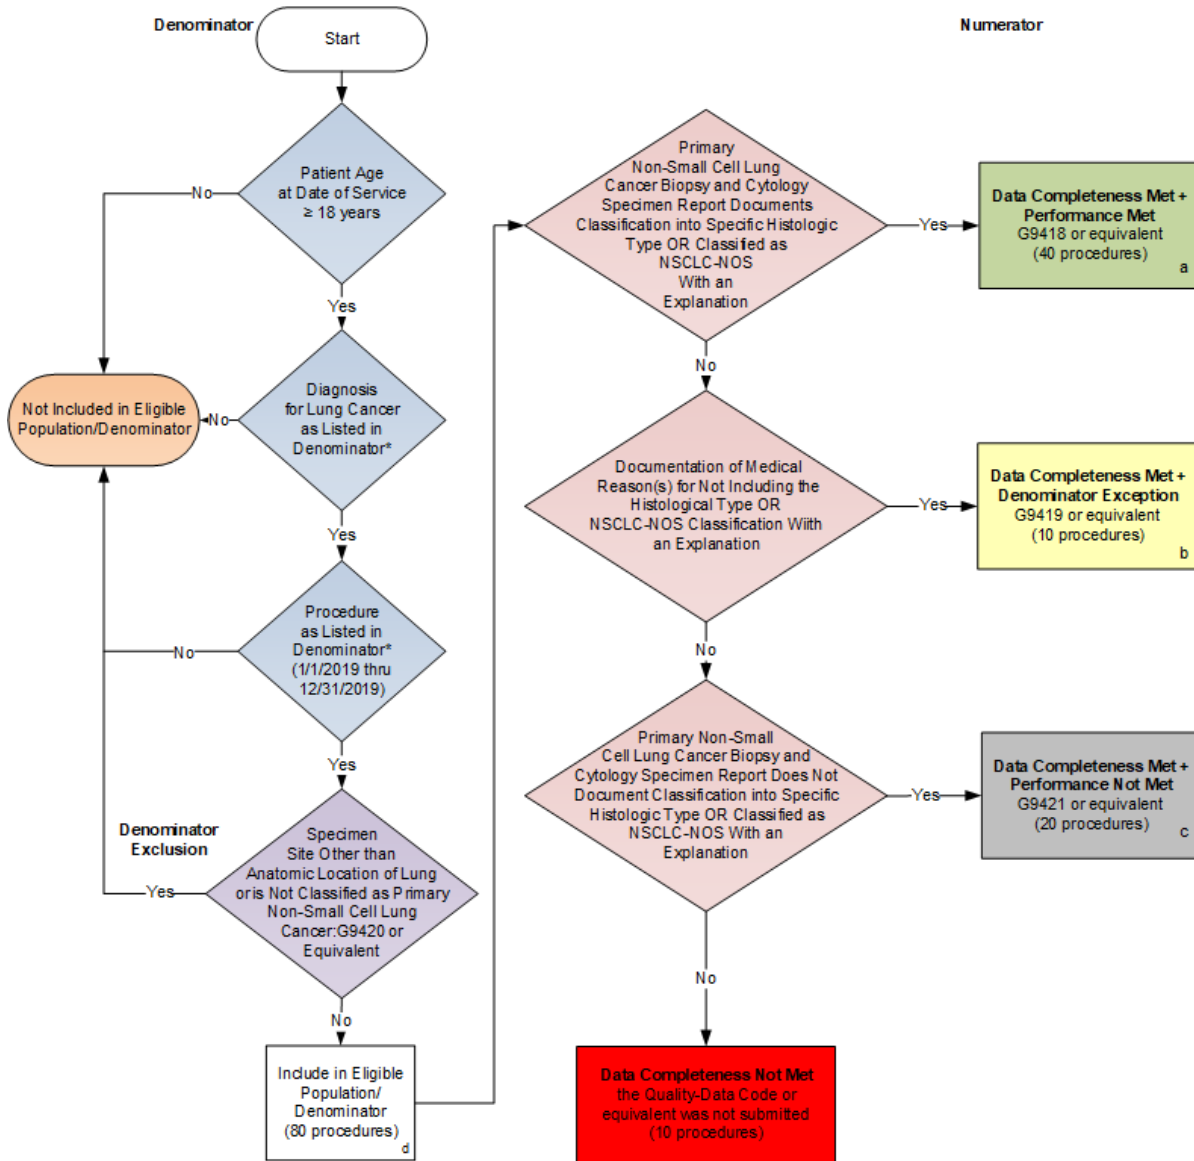 Denominator
Start
Numerator
Patient Age
at Date of Service
≥ 18 years
No
Yes
Diagnosis
for Lung Cancer
as Listed in
Denominator*
No
Not Included in Eligible
Population/Denominator
Yes
Procedure
as Listed in
Denominator*
(1/1/2019 thru
12/31/2019)
No
Yes
Denominator
Exclusion
Specimen
Site Other than
Anatomic Location of Lung
or is Not Classified as Primary
Non-Small Cell Lung
Cancer:G9420 or
Equivalent
Yes
No
Include in Eligible
Population/
Denominator
(80 procedures)
d
Primary
Non-Small Cell Lung
Cancer Biopsy and Cytology
Specimen Report Documents
Classification into Specific Histologic
Type OR Classified as
NSCLC-NOS
With an
Explanation
Yes
Data Completeness Met +
Performance Met
G9418 or equivalent
(40 procedures)
a
No
Documentation of Medical
Reason(s) for Not Including the
Histological Type OR
NSCLC-NOS Classification Wiith
an Explanation
Yes
Data Completeness Met +
Denominator Exception
G9419 or equivalent
(10 procedures)
b
No
Primary Non-Small
Cell Lung Cancer Biopsy and
Cytology Specimen Report Does Not
Document Classification into Specific
Histologic Type OR Classified as
NSCLC-NOS With an
Explanation
Yes
Data Completeness Met +
Performance Not Met
G9421 or equivalent
(20 procedures)
c
No
Data Completeness Not Met
the Quality-Data Code or
equivalent was not submitted
(10 procedures)